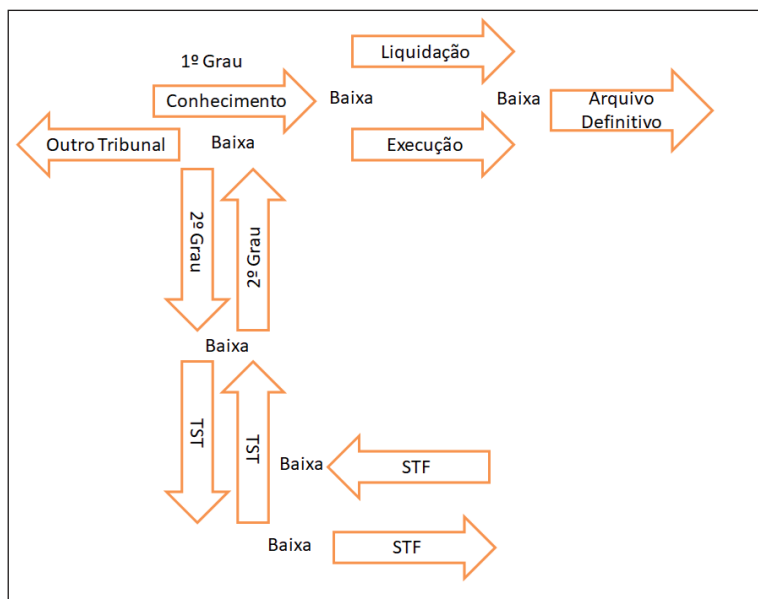 Liquidação
1º Grau
Conhecimento
Baixa
Baixa
Arquivo
Definitivo
Outro Tribunal
Baixa
Execução
2º Grau
2º Grau
Baixa
TST
TST
Baixa
STF
Baixa
STF